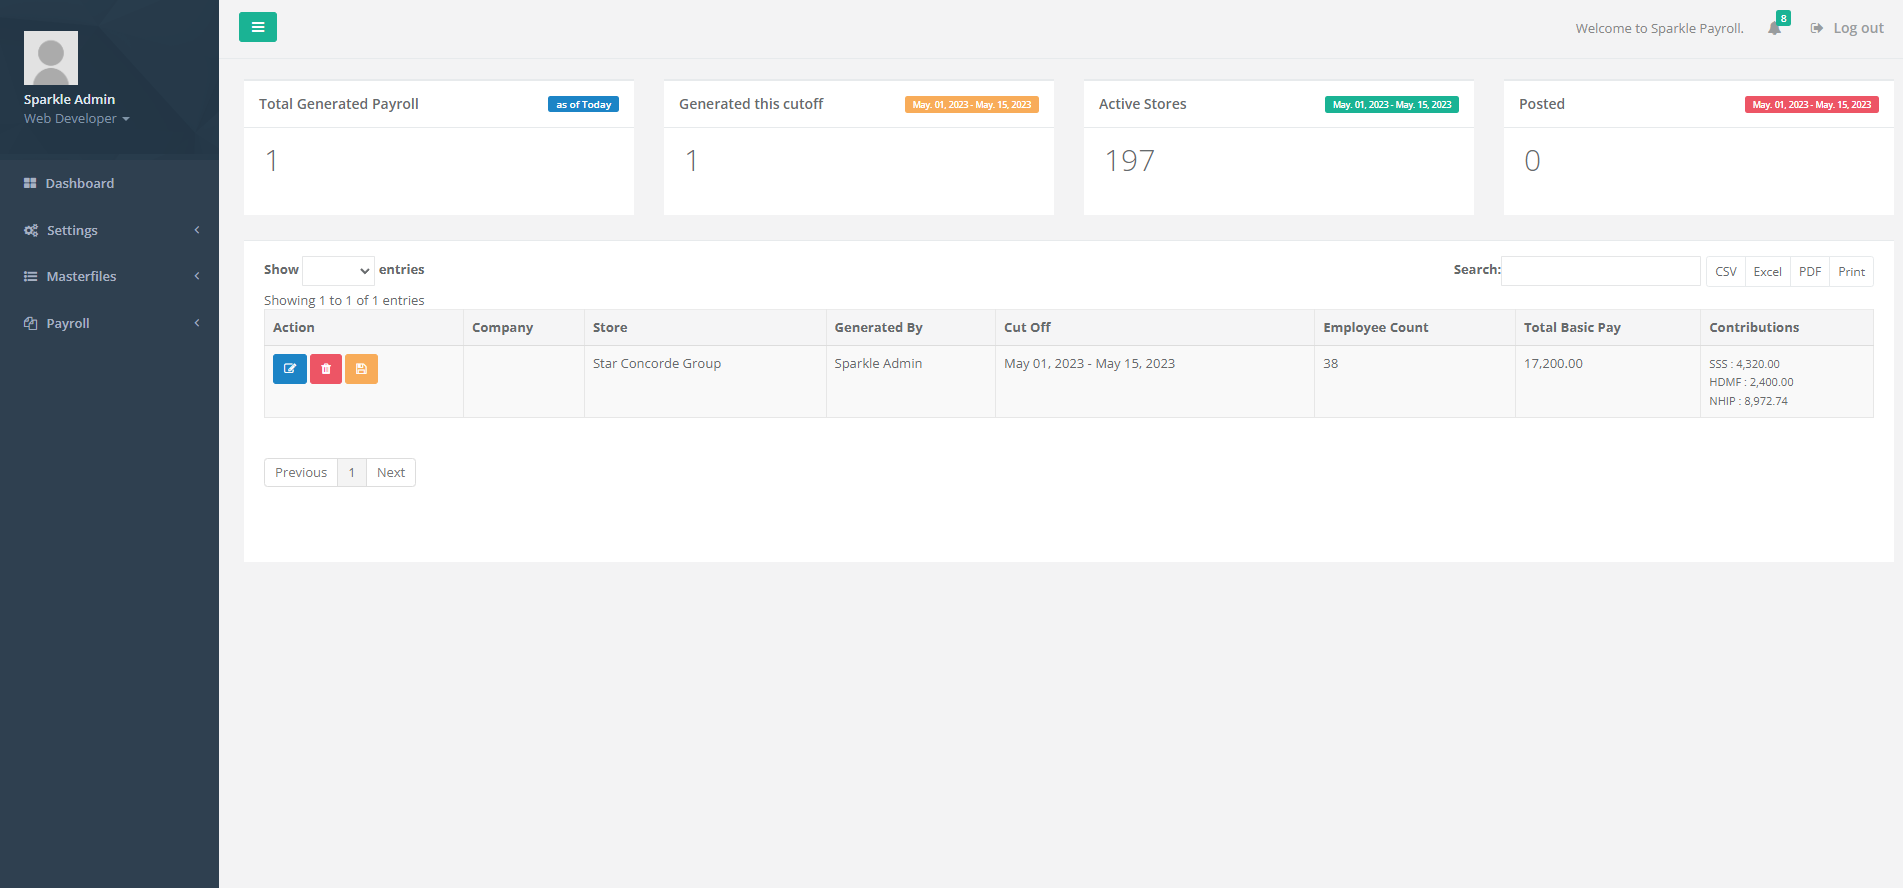 Sparkle Admin
Web Developer
Dashboard
Settings
Masterfiles
Payroll
Welcome to Sparkle Payroll. 8 Log out
Total Generated Payroll as of Today
1
Generated this cutoff May. 01, 2023 - May. 15, 2023
1
Active Stores May. 01, 2023 - May. 15, 2023
197
Posted May. 01, 2023 - May. 15, 2023
0
Show entries Search: CSV Excel PDF Print
Showing 1 to 1 of 1 entries
Action Company Store Generated By Cut Off Employee Count Total Basic Pay Contributions
Star Concorde Group Sparkle Admin May 01, 2023 - May 15, 2023 38 17,200.00 SSS : 4,320.00
HDMF : 2,400.00
NHIP : 8,972.74
Previous 1 Next